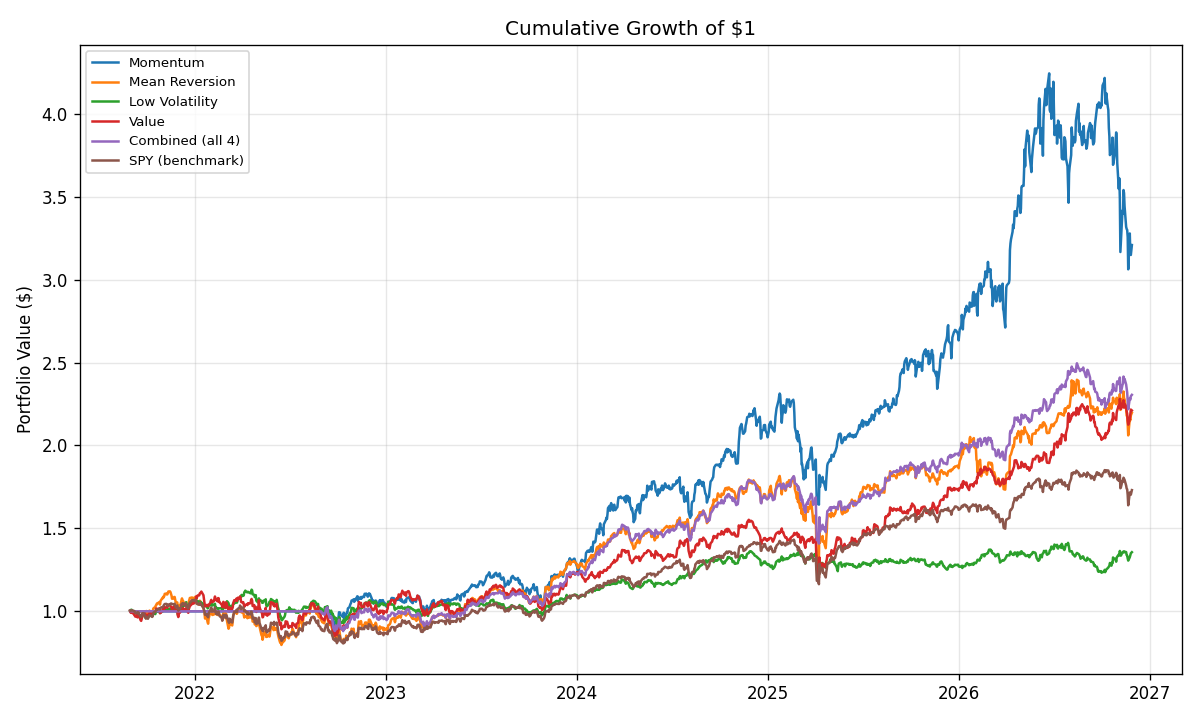 Cumulative Growth of $1
Momentum
Mean Reversion
Low Volatility
Value
Combined (all 4)
SPY (benchmark)
Portfolio Value ($)
4.0
3.5
3.0
2.5
2.0
1.5
1.0
2022
2023
2024
2025
2026
2027